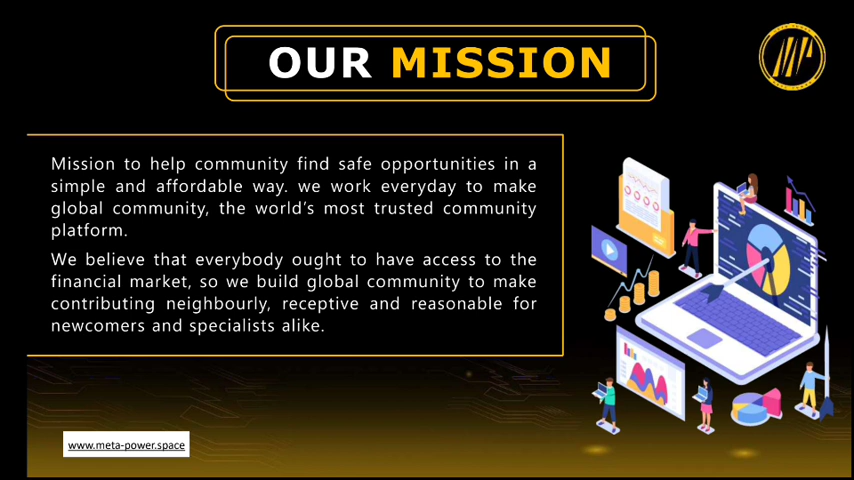 OUR MISSION
Mission to help community find safe opportunities in a
simple and affordable way. we work everyday to make
global community, the world's most trusted community
platform.
We believe that everybody ought to have access to the
financial market, so we build global community to make
contributing neighbourly, receptive and reasonable for
newcomers and specialists alike.
www.meta-power.space